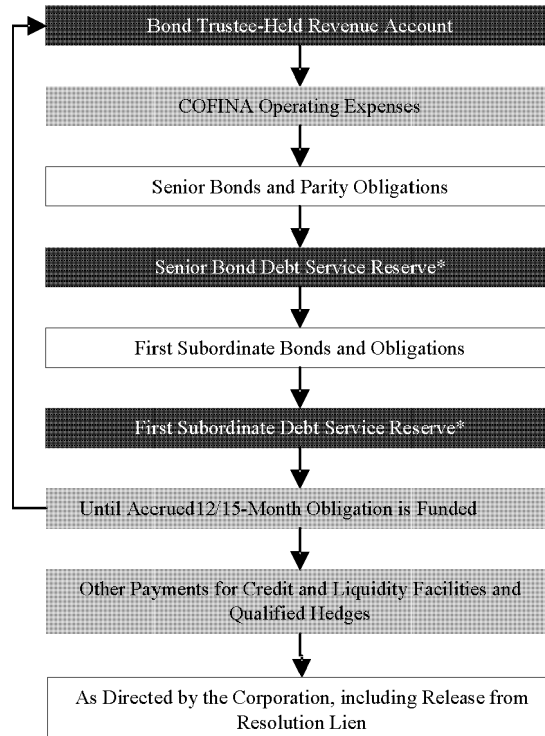 Bond Trustee-Held Revenue Account
COFINA Operating Expenses
Senior Bonds and Parity Obligations
Senior Bond Debt Service Reserve*
First Subordinate Bonds and Obligations
First Subordinate Debt Service Reserve*
Until Accrued12/15-Month Obligation is Funded
Other Payments for Credit and Liquidity Facilities and
Qualified Hedges
As Directed by the Corporation, including Release from
Resolution Lien